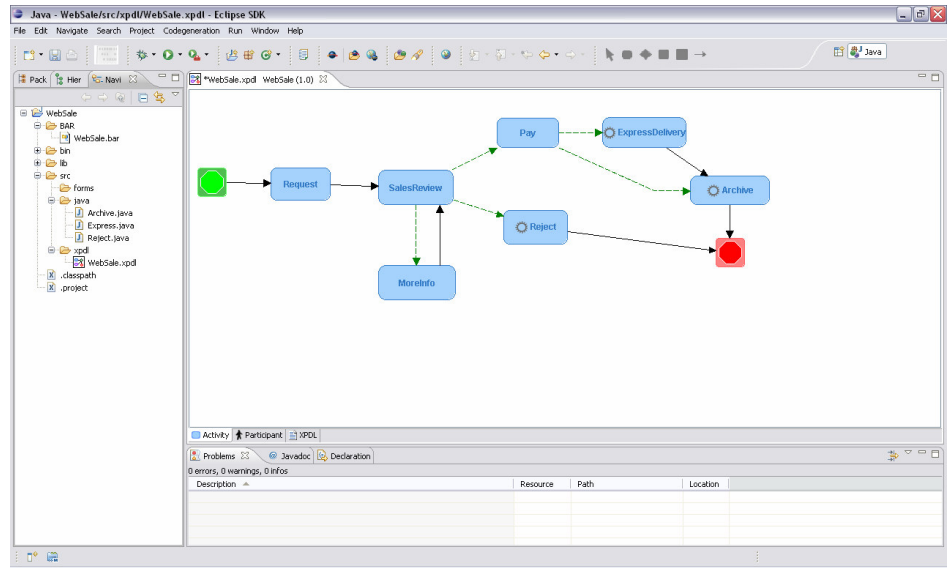 Java - WebSale/src/xpdl/WebSale.xpdl - Eclipse SDK
File Edit Navigate Search Project Codegeneration Run Window Help
Java
Pack Hier Navi
*WebSale.xpdl WebSale (1.0)
WebSale
BAR
WebSale.bar
bin
lib
src
forms
java
Archive.java
Express.java
Reject.java
xpdl
WebSale.xpdl
.classpath
.project
Pay
ExpressDelivery
Request
SalesReview
Archive
Reject
MoreInfo
Activity Participant XPDL
Problems Javadoc Declaration
0 errors, 0 warnings, 0 infos
Description Resource Path Location